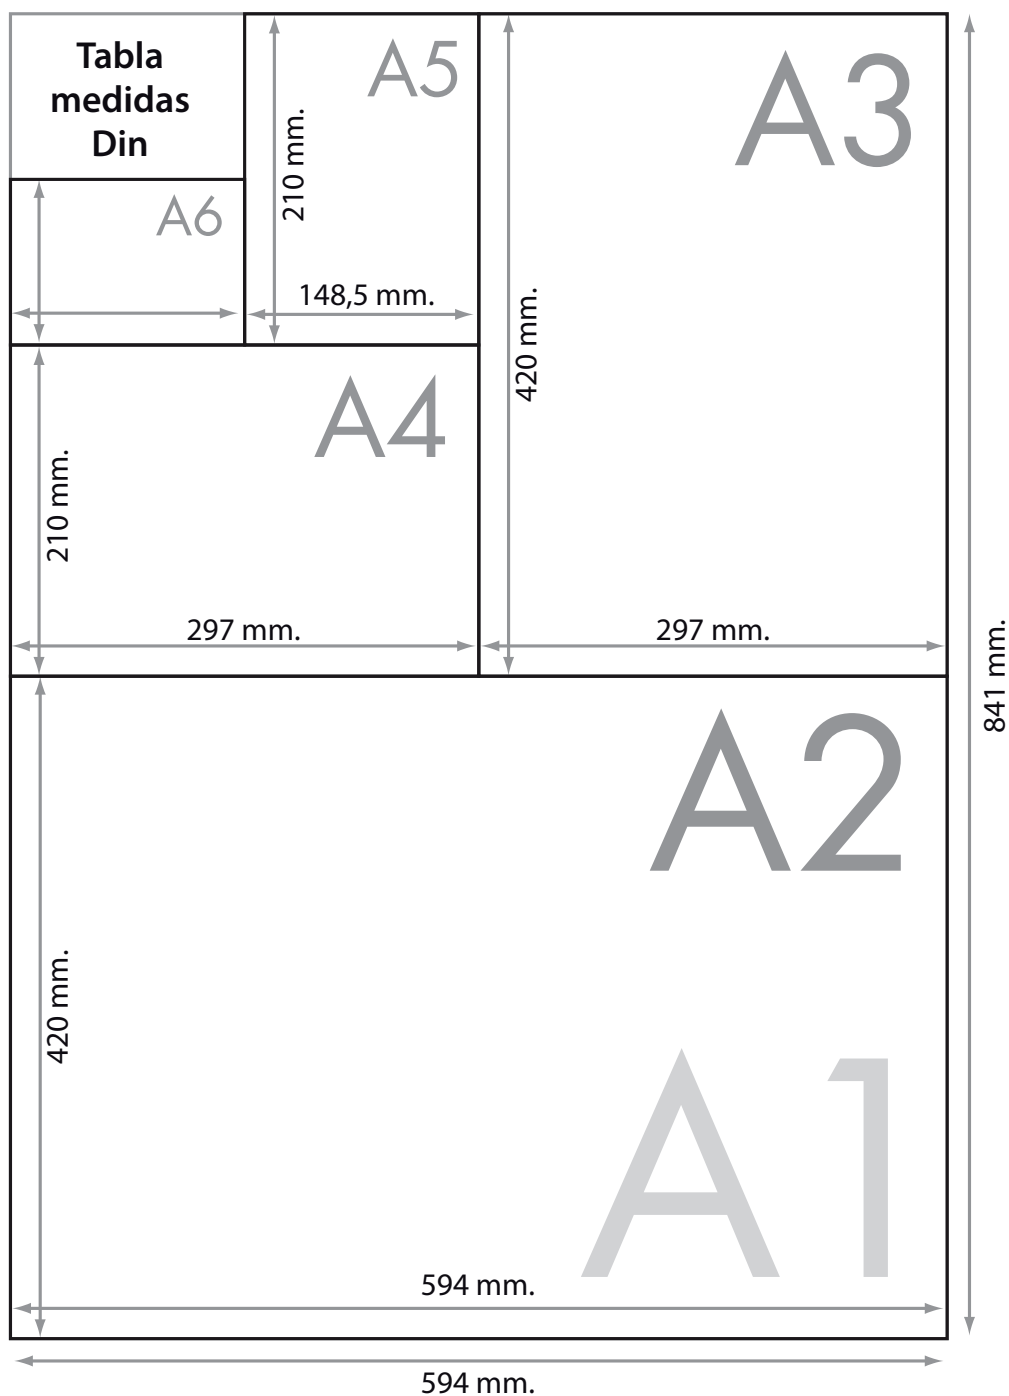 Tabla
medidas
Din
A5
210 mm.
148,5 mm.
A3
420 mm.
297 mm.
A6
A4
210 mm.
297 mm.
841 mm.
A2
420 mm.
A1
594 mm.
594 mm.